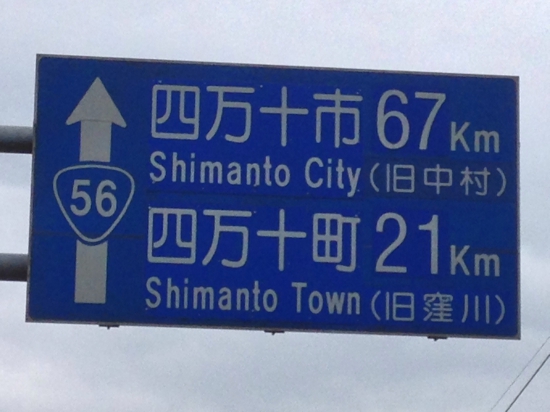 四万十市 67Km
Shimanto City (旧中村)
56
四万十町 21Km
Shimanto Town (旧窪川)